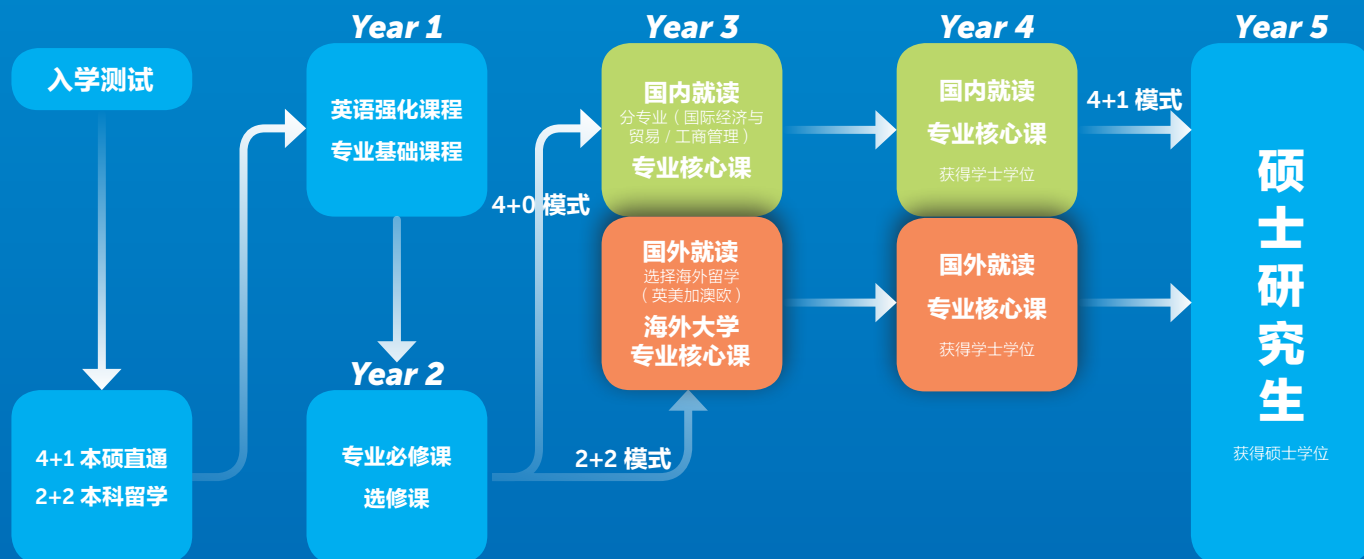 入学测试
4+1 本硕直通
2+2 本科留学
Year 1
英语强化课程
专业基础课程
Year 2
专业必修课
选修课
4+0 模式
2+2 模式
Year 3
国内就读
分专业（国际经济与
贸易 / 工商管理）
专业核心课
国外就读
选择海外留学
（英美加澳欧）
海外大学
专业核心课
Year 4
国内就读
专业核心课
获得学士学位
国外就读
专业核心课
获得学士学位
4+1 模式
Year 5
硕士研究生
获得硕士学位